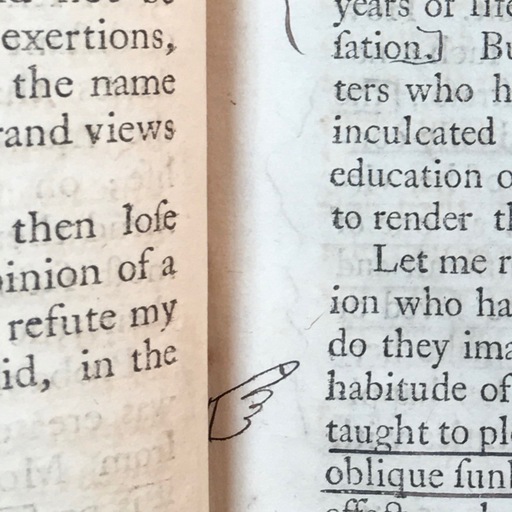 exertions,
the name
rand views
then loſe
pinion of a
refute my
id, in the
years of life
ſation.] Bu
ters who h
inculcated
education o
to render th
Let me r
ion who ha
do they ima
habitude of
taught to ple
oblique ſunb